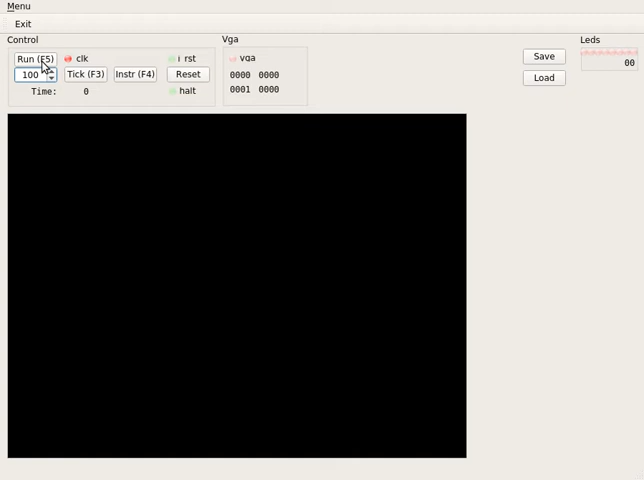 Menu
Exit
Control
Vga
Leds
Run (F5)
clk
i_rst
vga
Save
00
100
Tick (F3)
Instr (F4)
Reset
0000 0000
Load
Time: 0
halt
0001 0000